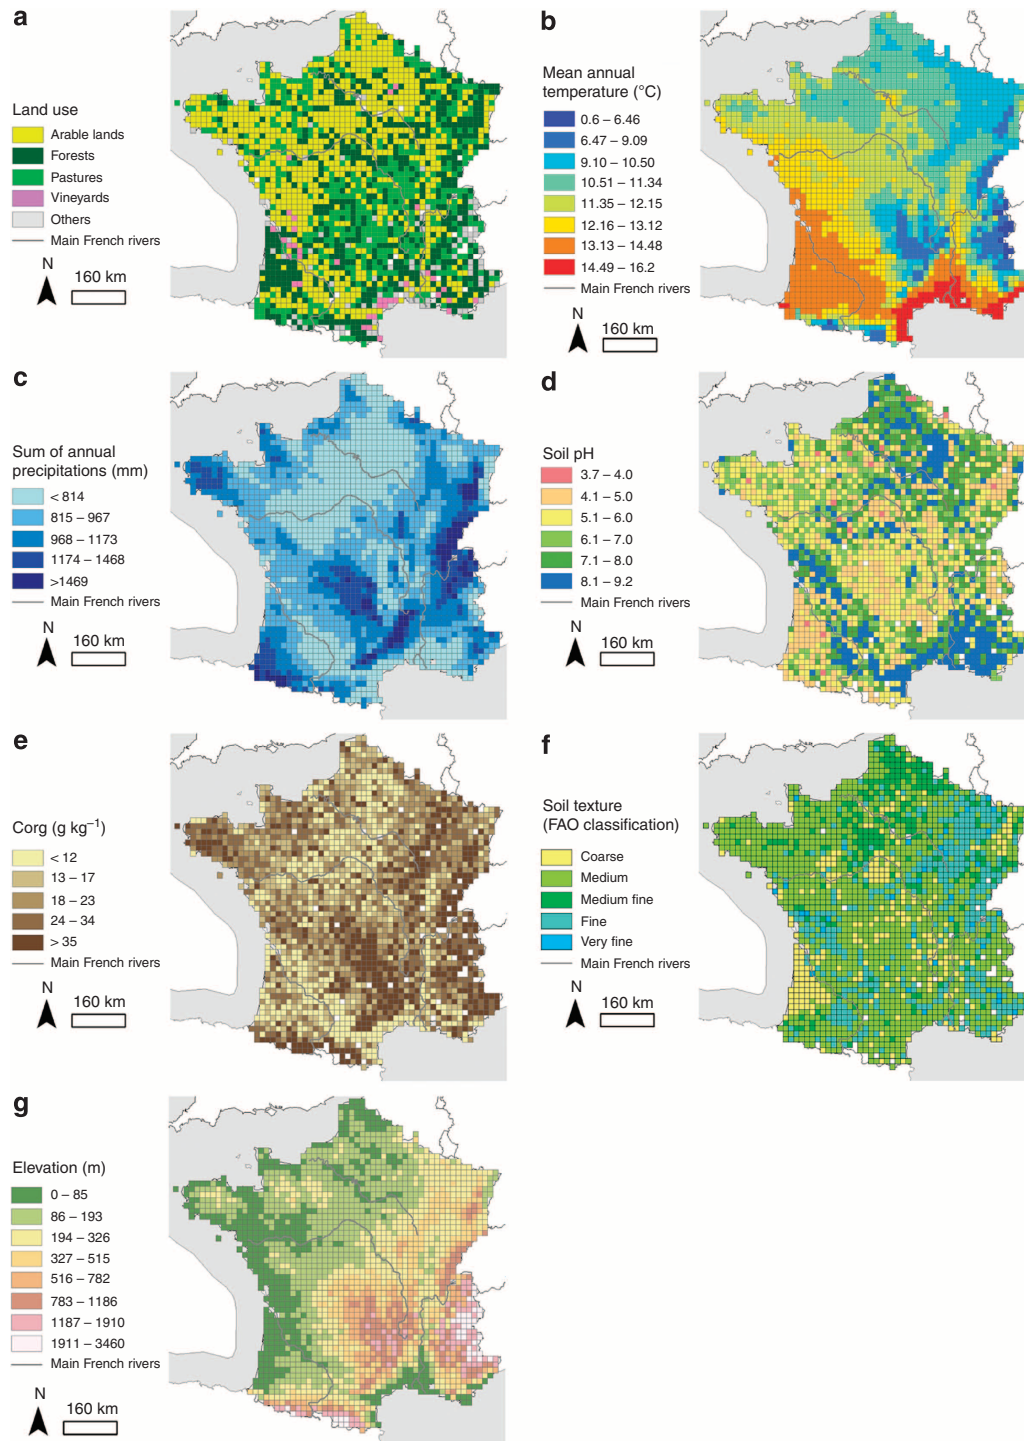 a
Land use
Arable lands
Forests
Pastures
Vineyards
Others
Main French rivers
N
160 km
b
Mean annual
temperature (°C)
0.6 – 6.46
6.47 – 9.09
9.10 – 10.50
10.51 – 11.34
11.35 – 12.15
12.16 – 13.12
13.13 – 14.48
14.49 – 16.2
Main French rivers
N
160 km
c
Sum of annual
precipitations (mm)
< 814
815 – 967
968 – 1173
1174 – 1468
>1469
Main French rivers
N
160 km
d
Soil pH
3.7 – 4.0
4.1 – 5.0
5.1 – 6.0
6.1 – 7.0
7.1 – 8.0
8.1 – 9.2
Main French rivers
N
160 km
e
Corg (g kg⁻¹)
< 12
13 – 17
18 – 23
24 – 34
> 35
Main French rivers
N
160 km
f
Soil texture
(FAO classification)
Coarse
Medium
Medium fine
Fine
Very fine
Main French rivers
N
160 km
g
Elevation (m)
0 – 85
86 – 193
194 – 326
327 – 515
516 – 782
783 – 1186
1187 – 1910
1911 – 3460
Main French rivers
N
160 km